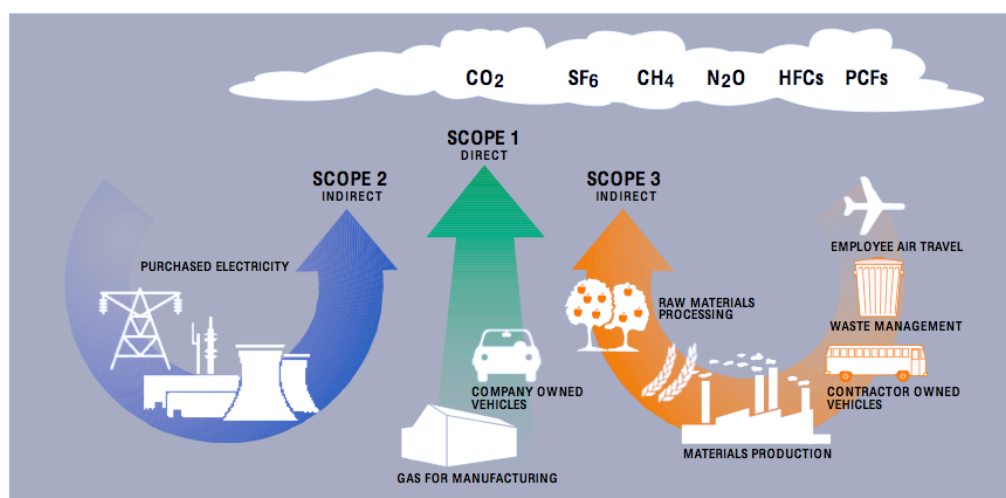 CO2 SF6 CH4 N2O HFCs PCFs
SCOPE 1
DIRECT
SCOPE 2
INDIRECT
SCOPE 3
INDIRECT
PURCHASED ELECTRICITY
COMPANY OWNED
VEHICLES
GAS FOR MANUFACTURING
RAW MATERIALS
PROCESSING
MATERIALS PRODUCTION
EMPLOYEE AIR TRAVEL
WASTE MANAGEMENT
CONTRACTOR OWNED
VEHICLES